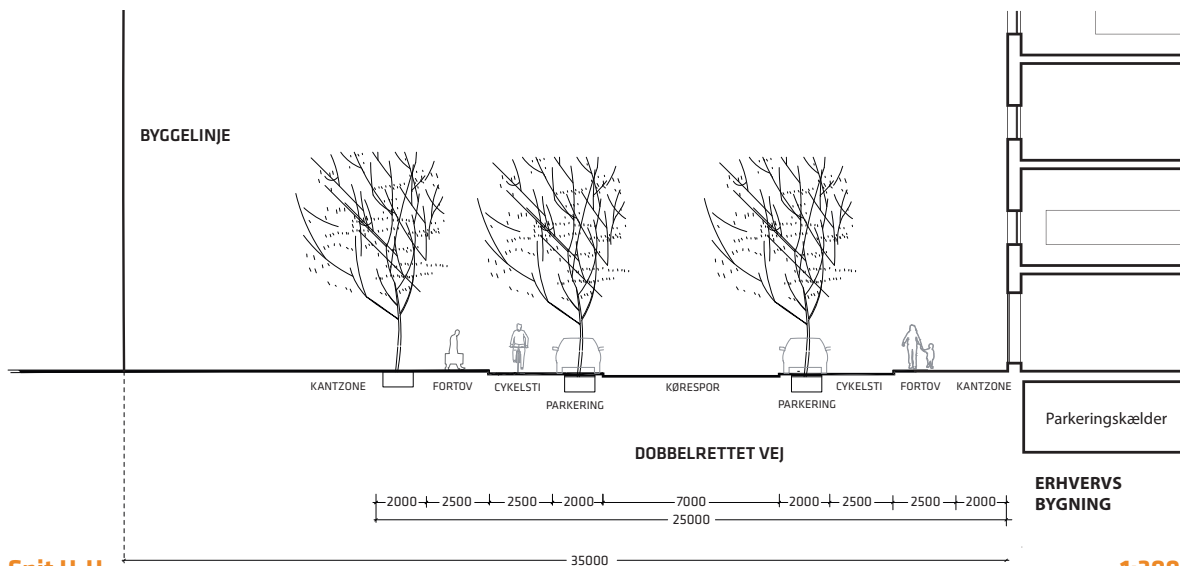 BYGGELINJE
KANTZONE
FORTOV
CYKELSTI
PARKERING
KØRESPOR
PARKERING
CYKELSTI
FORTOV
KANTZONE
Parkeringskælder
DOBBELRETTET VEJ
ERHVERVS
BYGNING
2000 2500 2500 2000 7000 2000 2500 2500 2000
25000
35000